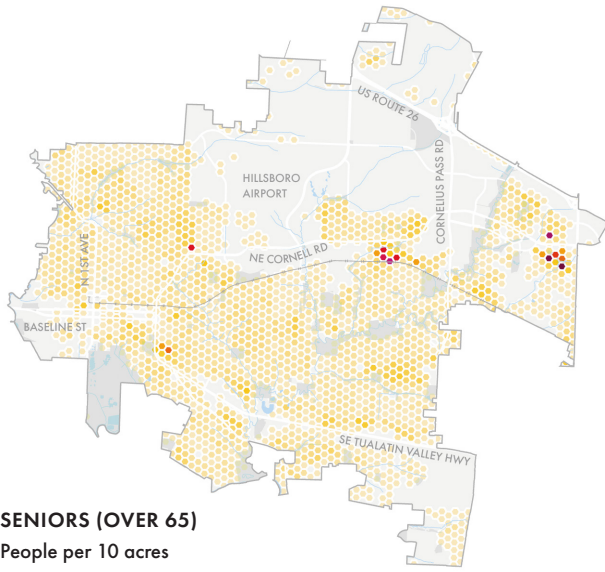 US ROUTE 26
CORNELIUS PASS RD
HILLSBORO
AIRPORT
N 1ST AVE
NE CORNELL RD
BASELINE ST
SE TUALATIN VALLEY HWY
SENIORS (OVER 65)
People per 10 acres